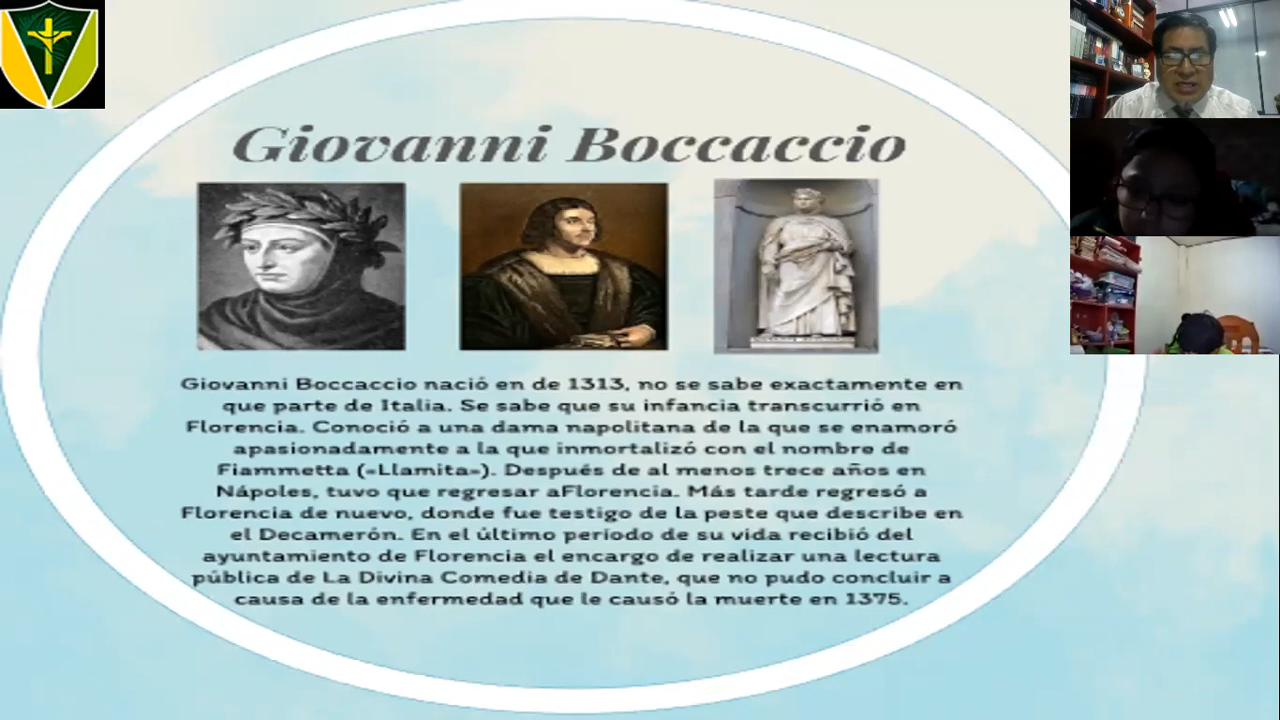 Giovanni Boccaccio
Giovanni Boccaccio nació en de 1313, no se sabe exactamente en
que parte de Italia. Se sabe que su infancia transcurrió en
Florencia. Conoció a una dama napolitana de la que se enamoró
apasionadamente a la que inmortalizó con el nombre de
Fiammetta («Llamita»). Después de al menos trece años en
Nápoles, tuvo que regresar aFlorencia. Más tarde regresó a
Florencia de nuevo, donde fue testigo de la peste que describe en
el Decamerón. En el último período de su vida recibió del
ayuntamiento de Florencia el encargo de realizar una lectura
pública de La Divina Comedia de Dante, que no pudo concluir a
causa de la enfermedad que le causó la muerte en 1375.